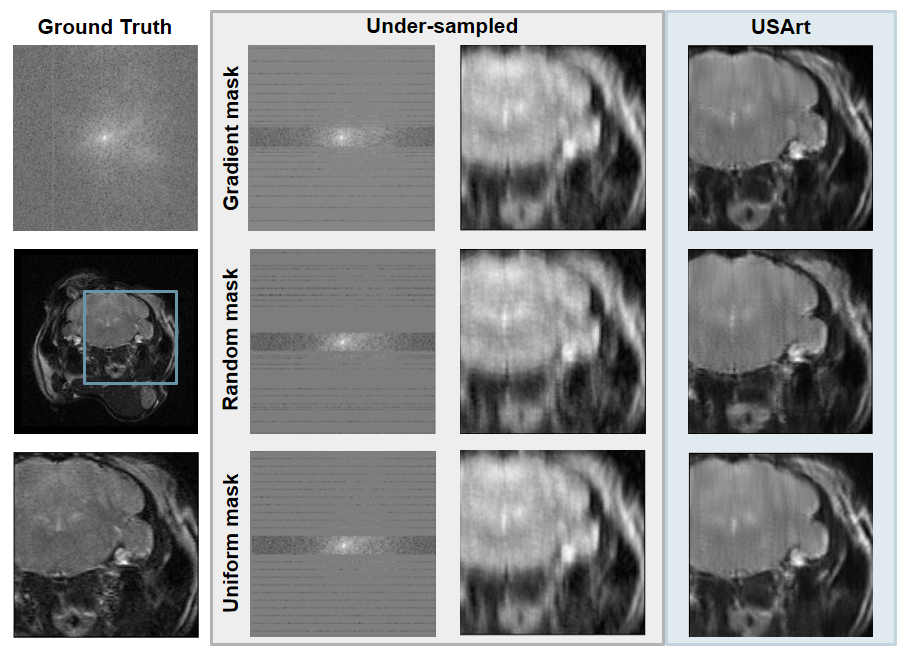 Ground Truth
Under-sampled
USArt
Gradient mask
Random mask
Uniform mask